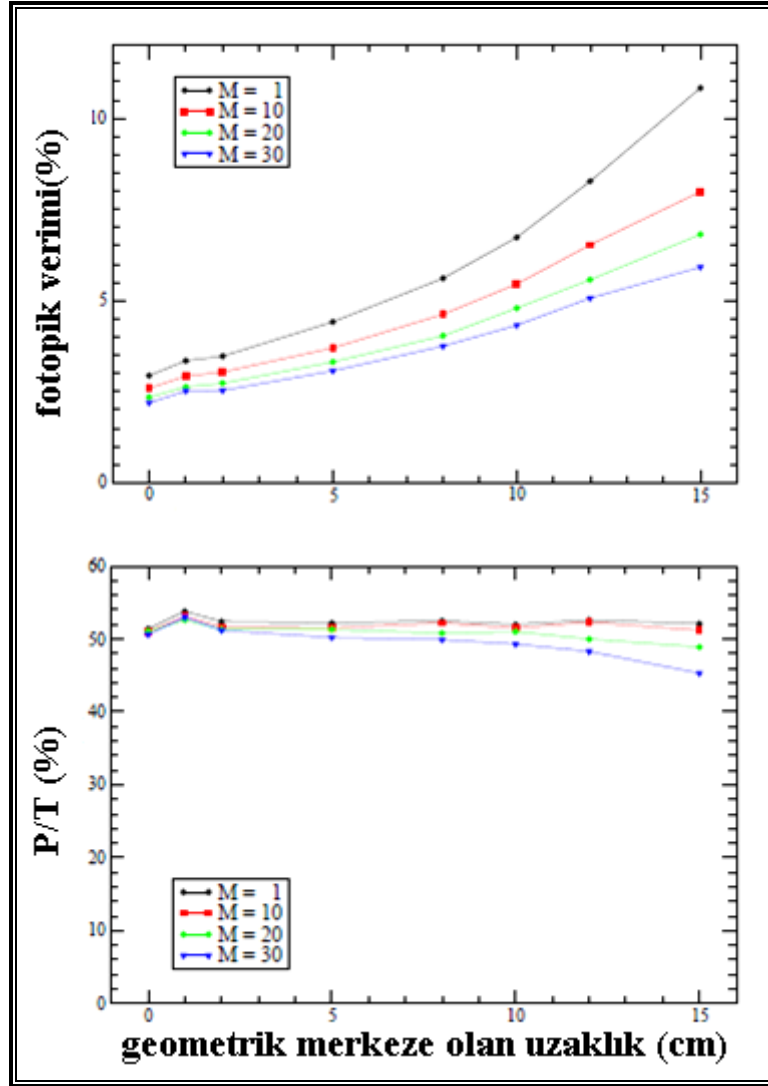 M = 1
M = 10
M = 20
M = 30
10
5
0
fotopik verimi(%)
0 5 10 15
60
50
40
30
20
10
0
P/T (%)
M = 1
M = 10
M = 20
M = 30
0 5 10 15
geometrik merkeze olan uzaklık (cm)